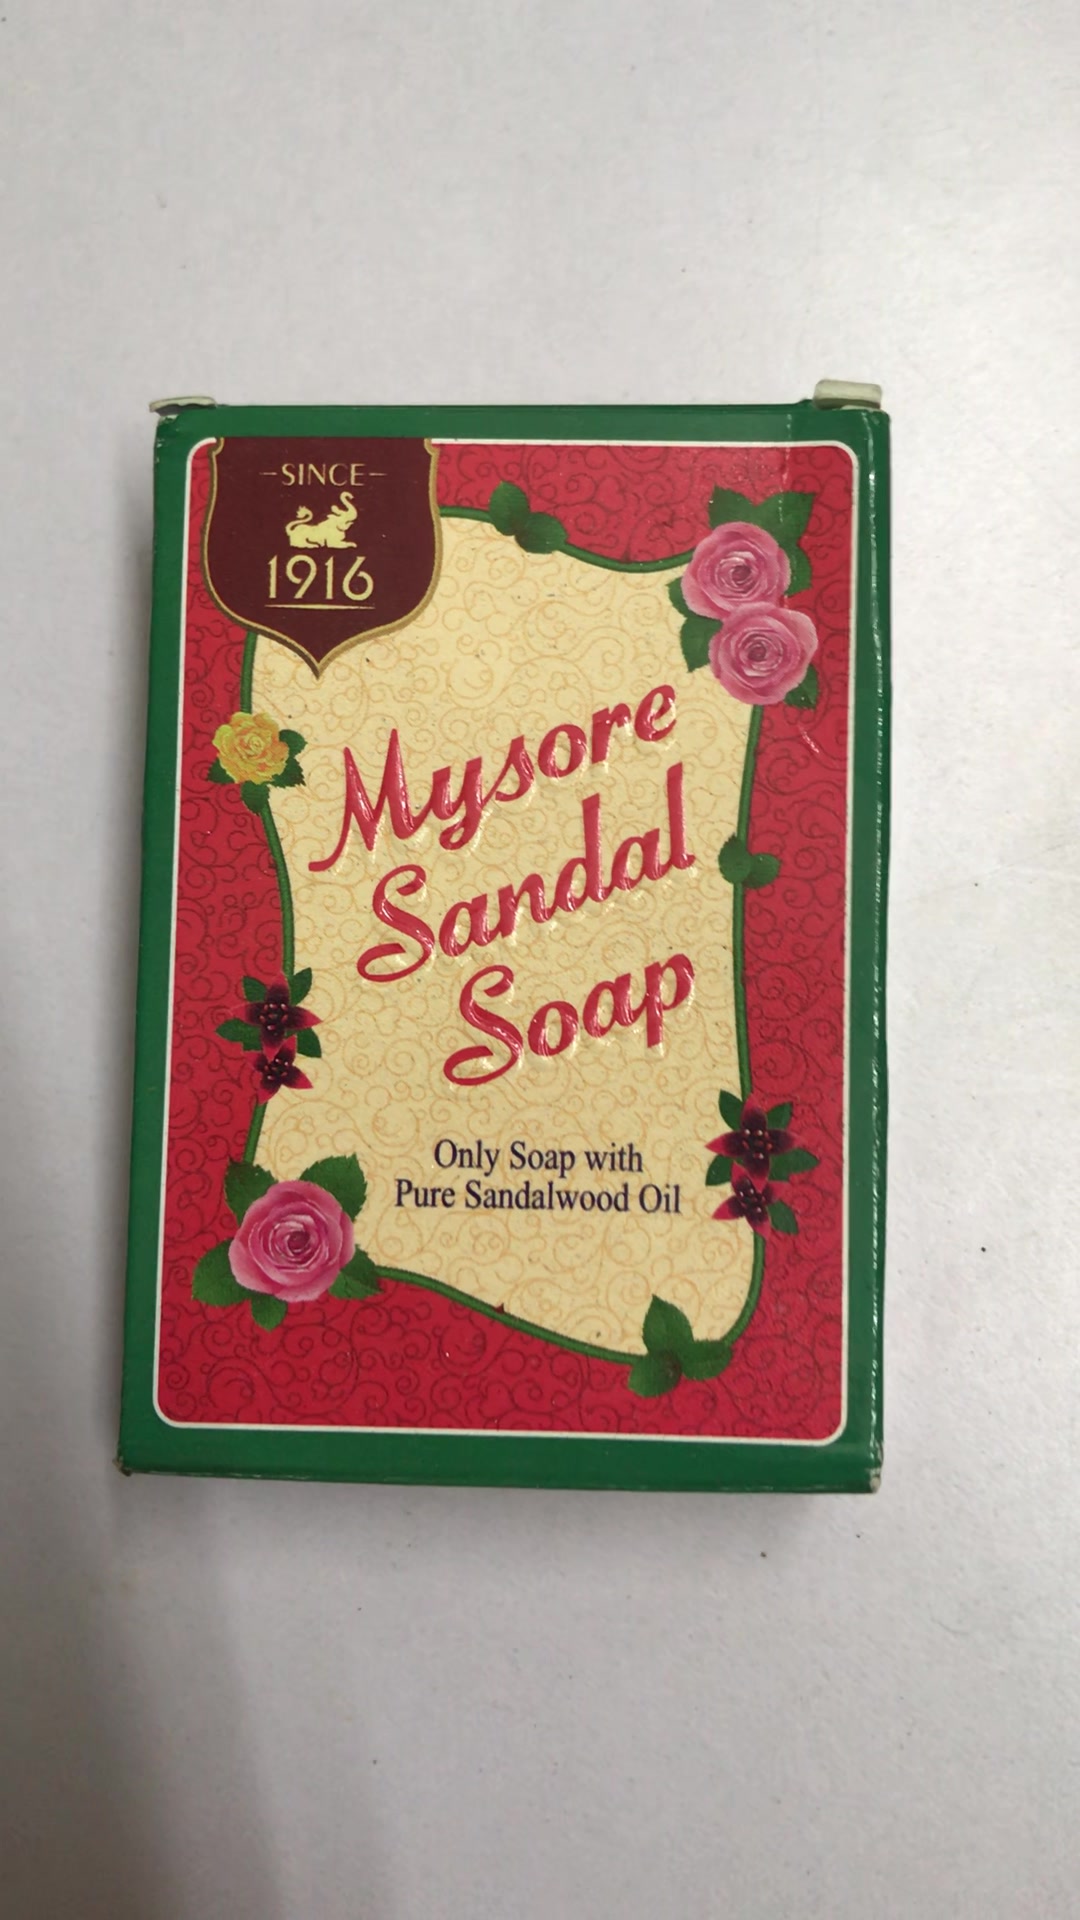 -SINCE-
1916
Mysore
Sandal
Soap
Only Soap with
Pure Sandalwood Oil